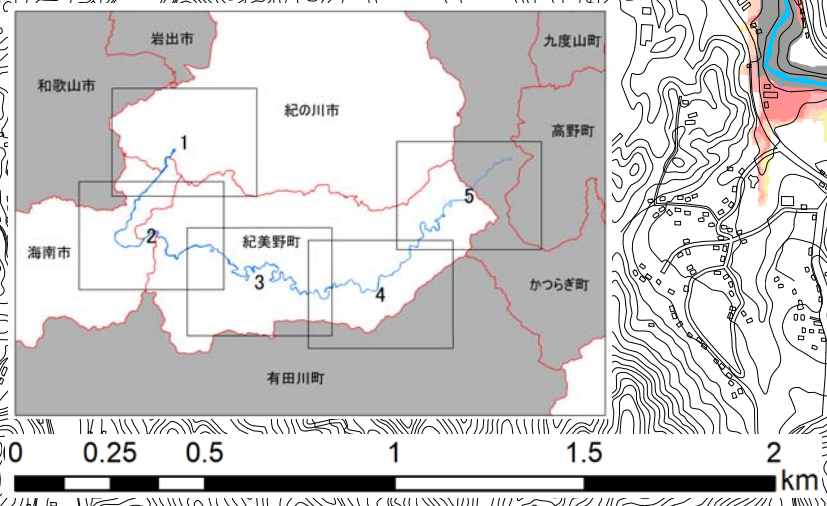 岩出市
九度山町
和歌山市
紀の川市
高野町
1
5
2
紀美野町
海南市
3
4
かつらぎ町
有田川町
0 0.25 0.5 1 1.5 2
km